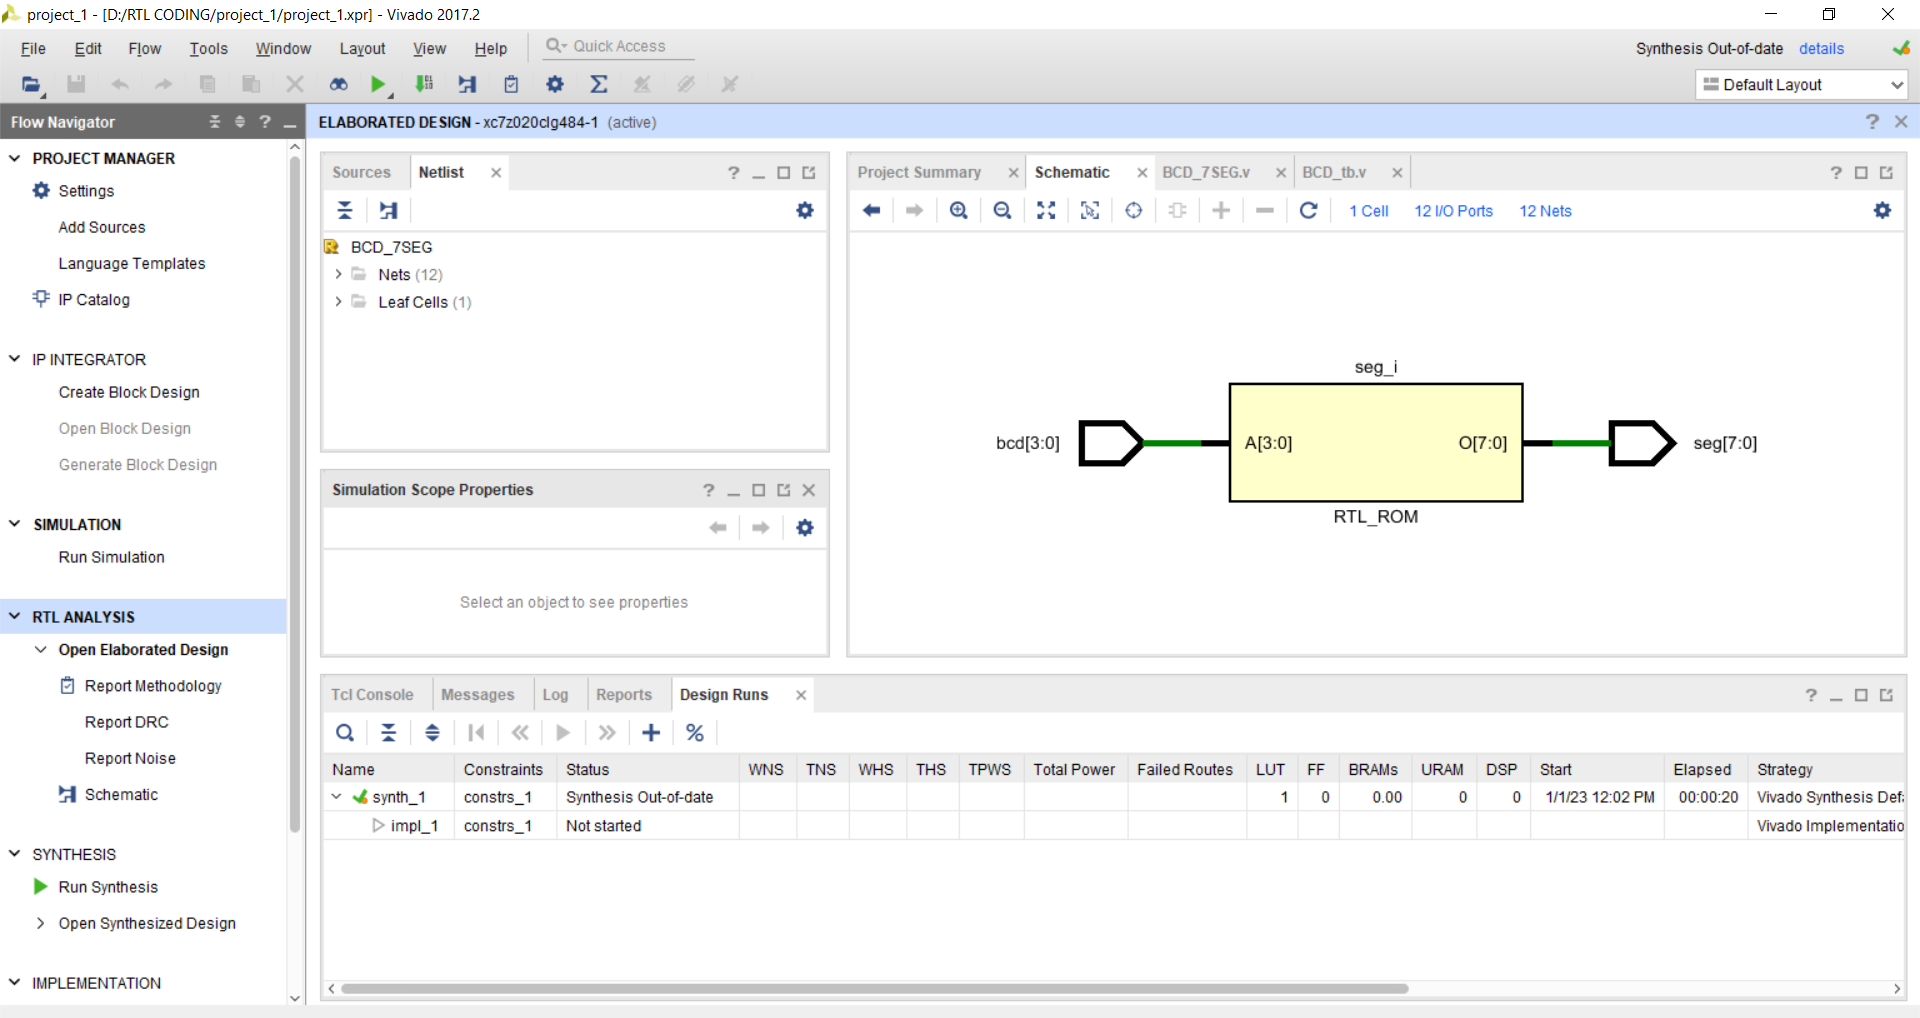 project_1 - [D:/RTL CODING/project_1/project_1.xpr] - Vivado 2017.2
File Edit Flow Tools Window Layout View Help Quick Access
Synthesis Out-of-date details
Default Layout
Flow Navigator
PROJECT MANAGER
Settings
Add Sources
Language Templates
IP Catalog
IP INTEGRATOR
Create Block Design
Open Block Design
Generate Block Design
SIMULATION
Run Simulation
RTL ANALYSIS
Open Elaborated Design
Report Methodology
Report DRC
Report Noise
Schematic
SYNTHESIS
Run Synthesis
Open Synthesized Design
IMPLEMENTATION
ELABORATED DESIGN - xc7z020clg484-1 (active)
Sources Netlist
BCD_7SEG
Nets (12)
Leaf Cells (1)
Simulation Scope Properties
Select an object to see properties
Project Summary Schematic BCD_7SEG.v BCD_tb.v
1 Cell 12 I/O Ports 12 Nets
seg_i
bcd[3:0] A[3:0] O[7:0] seg[7:0]
RTL_ROM
Tcl Console Messages Log Reports Design Runs
Name Constraints Status WNS TNS WHS THS TPWS Total Power Failed Routes LUT FF BRAMs URAM DSP Start Elapsed Strategy
synth_1 constrs_1 Synthesis Out-of-date 1 0 0.00 0 0 1/1/23 12:02 PM 00:00:20 Vivado Synthesis Def
impl_1 constrs_1 Not started Vivado Implementatio